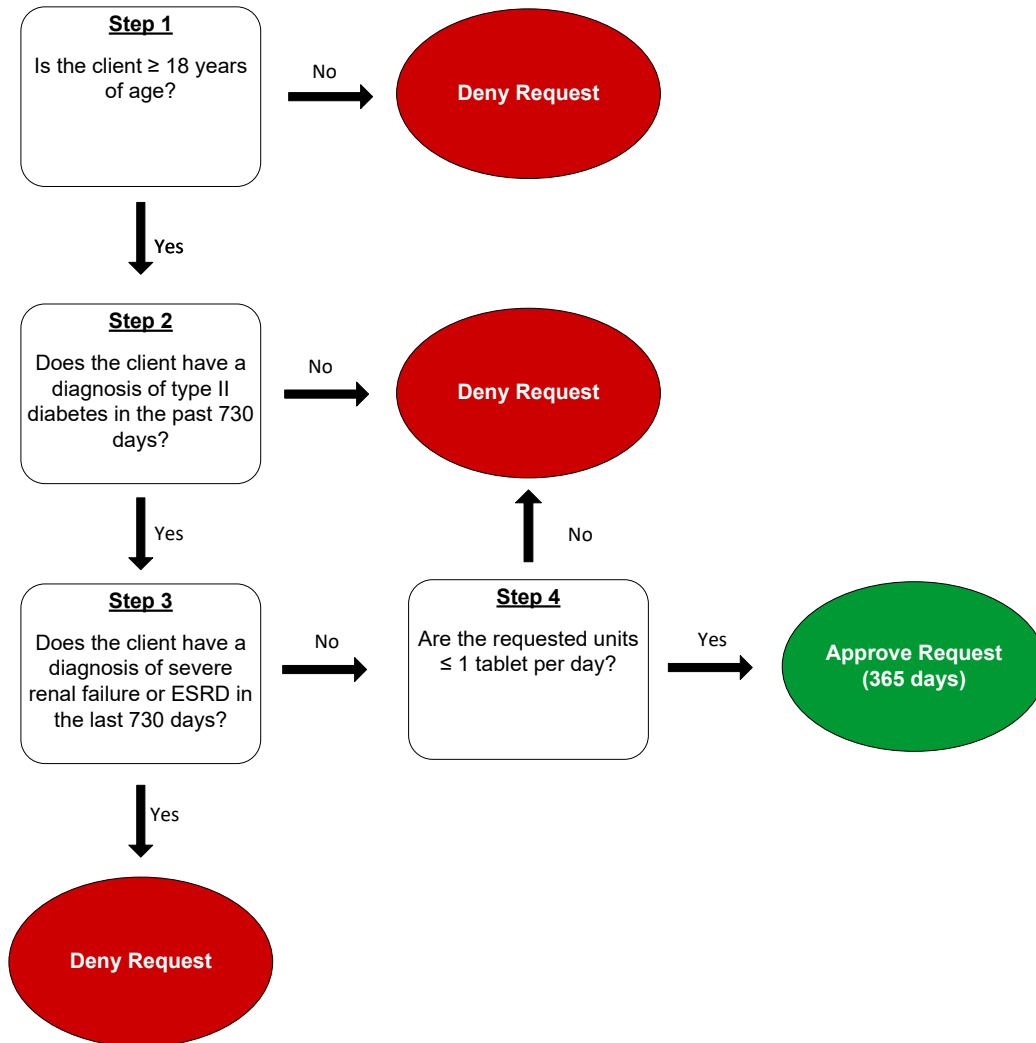 Step 1
Is the client ≥ 18 years
of age?
No
Deny Request
Yes
Step 2
Does the client have a
diagnosis of type II
diabetes in the past 730
days?
No
Deny Request
Yes
No
Step 3
Does the client have a
diagnosis of severe
renal failure or ESRD in
the last 730 days?
No
Step 4
Are the requested units
≤ 1 tablet per day?
Yes
Approve Request
(365 days)
Yes
Deny Request